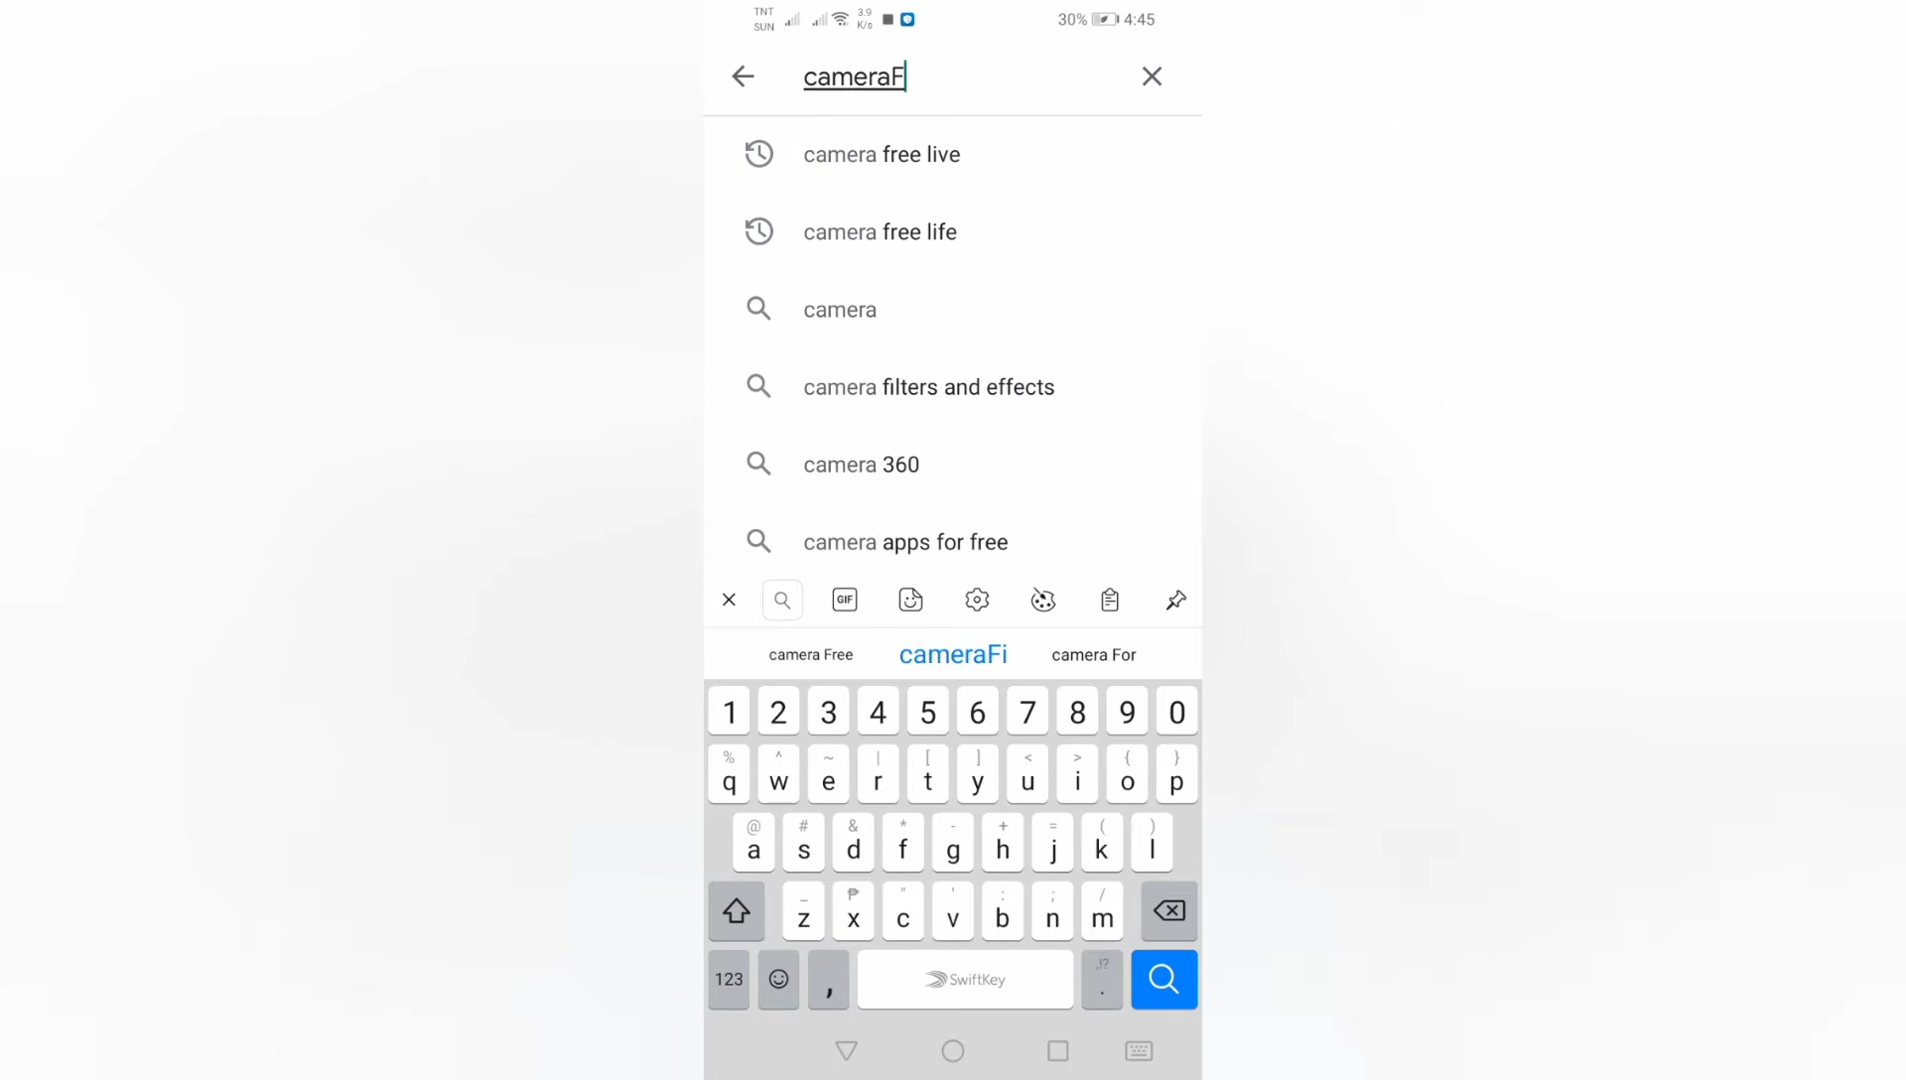 TNT
SUN
3.9
K/s
30%
4:45
cameraF
camera free live
camera free life
camera
camera filters and effects
camera 360
camera apps for free
GIF
camera Free cameraFi camera For
1 2 3 4 5 6 7 8 9 0
% ^ ~ | [ ] < > { }
q w e r t y u i o p
@ # & * - + = ( )
a s d f g h j k l
_ ₱ " ' : ; /
z x c v b n m
123 , SwiftKey ,!? .